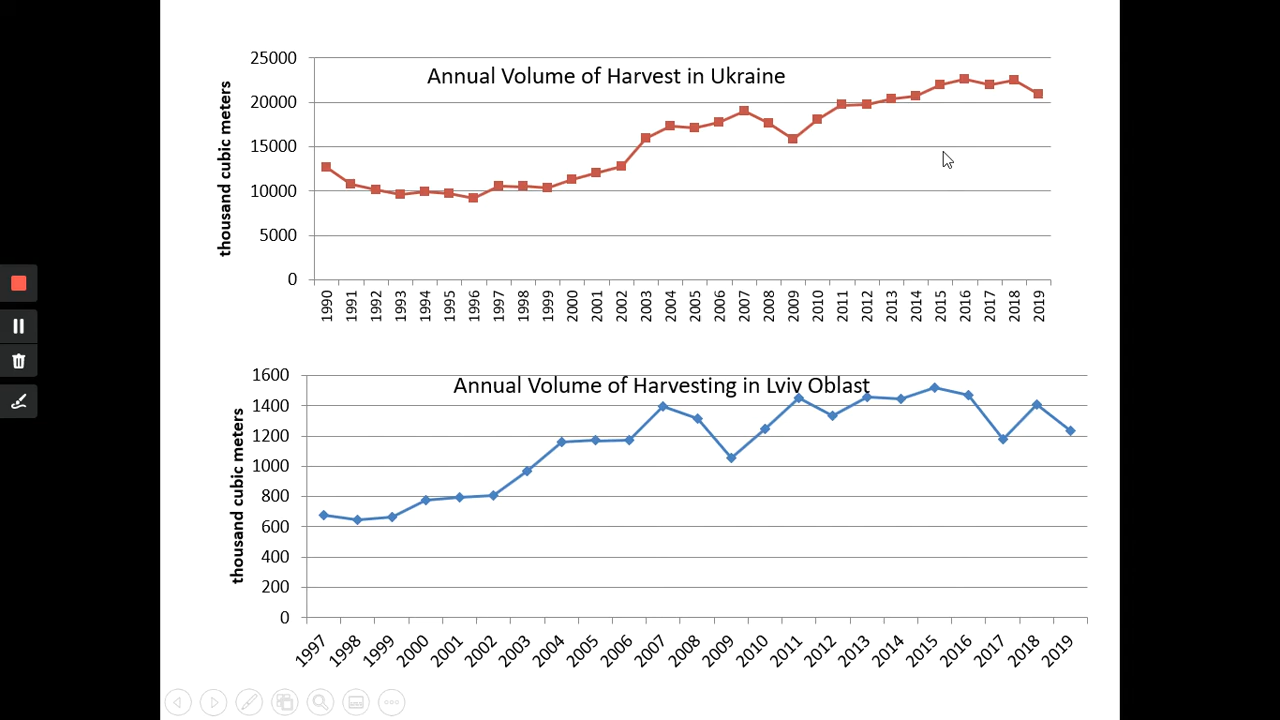 Annual Volume of Harvest in Ukraine
thousand cubic meters
25000
20000
15000
10000
5000
0
1990 1991 1992 1993 1994 1995 1996 1997 1998 1999 2000 2001 2002 2003 2004 2005 2006 2007 2008 2009 2010 2011 2012 2013 2014 2015 2016 2017 2018 2019
Annual Volume of Harvesting in Lviv Oblast
thousand cubic meters
1600
1400
1200
1000
800
600
400
200
0
1997 1998 1999 2000 2001 2002 2003 2004 2005 2006 2007 2008 2009 2010 2011 2012 2013 2014 2015 2016 2017 2018 2019